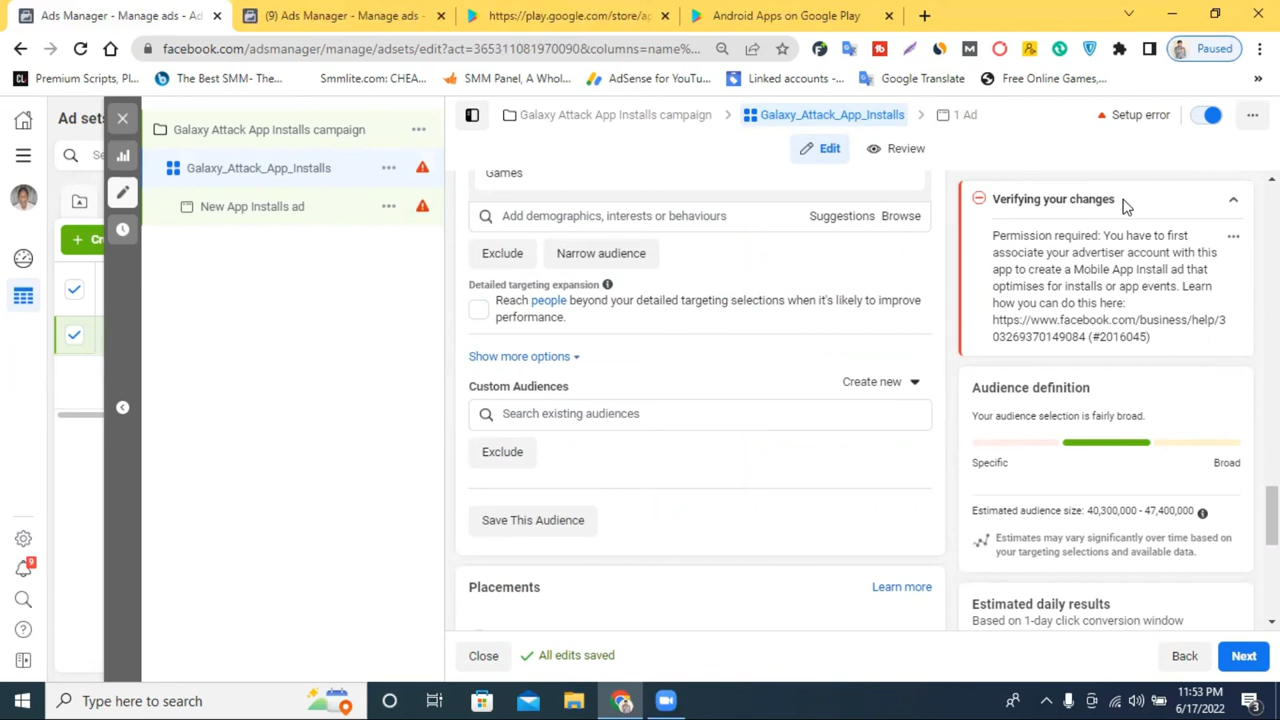 Ads Manager - Manage ads - Ad
(9) Ads Manager - Manage ads -
https://play.google.com/store/ap
Android Apps on Google Play
facebook.com/adsmanager/manage/adsets/edit?act=365311081970090&columns=name%...
Paused
Premium Scripts, Pl...
The Best SMM- The...
Smmlite.com: CHEA...
SMM Panel, A Whol...
AdSense for YouTu...
Linked accounts -...
Google Translate
Free Online Games,...
Ad sets
Galaxy Attack App Installs campaign
Galaxy_Attack_App_Installs
1 Ad
Setup error
Edit
Review
Se
Cr
Galaxy Attack App Installs campaign
Galaxy_Attack_App_Installs
New App Installs ad
Games
Add demographics, interests or behaviours
Suggestions
Browse
Exclude
Narrow audience
Detailed targeting expansion
Reach people beyond your detailed targeting selections when it's likely to improve
performance.
Show more options
Custom Audiences
Create new
Search existing audiences
Exclude
Save This Audience
Placements
Learn more
Verifying your changes
Permission required: You have to first
associate your advertiser account with this
app to create a Mobile App Install ad that
optimises for installs or app events. Learn
how you can do this here:
https://www.facebook.com/business/help/3
03269370149084 (#2016045)
Audience definition
Your audience selection is fairly broad.
Specific
Broad
Estimated audience size: 40,300,000 - 47,400,000
Estimates may vary significantly over time based on
your targeting selections and available data.
Estimated daily results
Based on 1-day click conversion window
Close
All edits saved
Back
Next
9
Type here to search
11:53 PM
6/17/2022
3